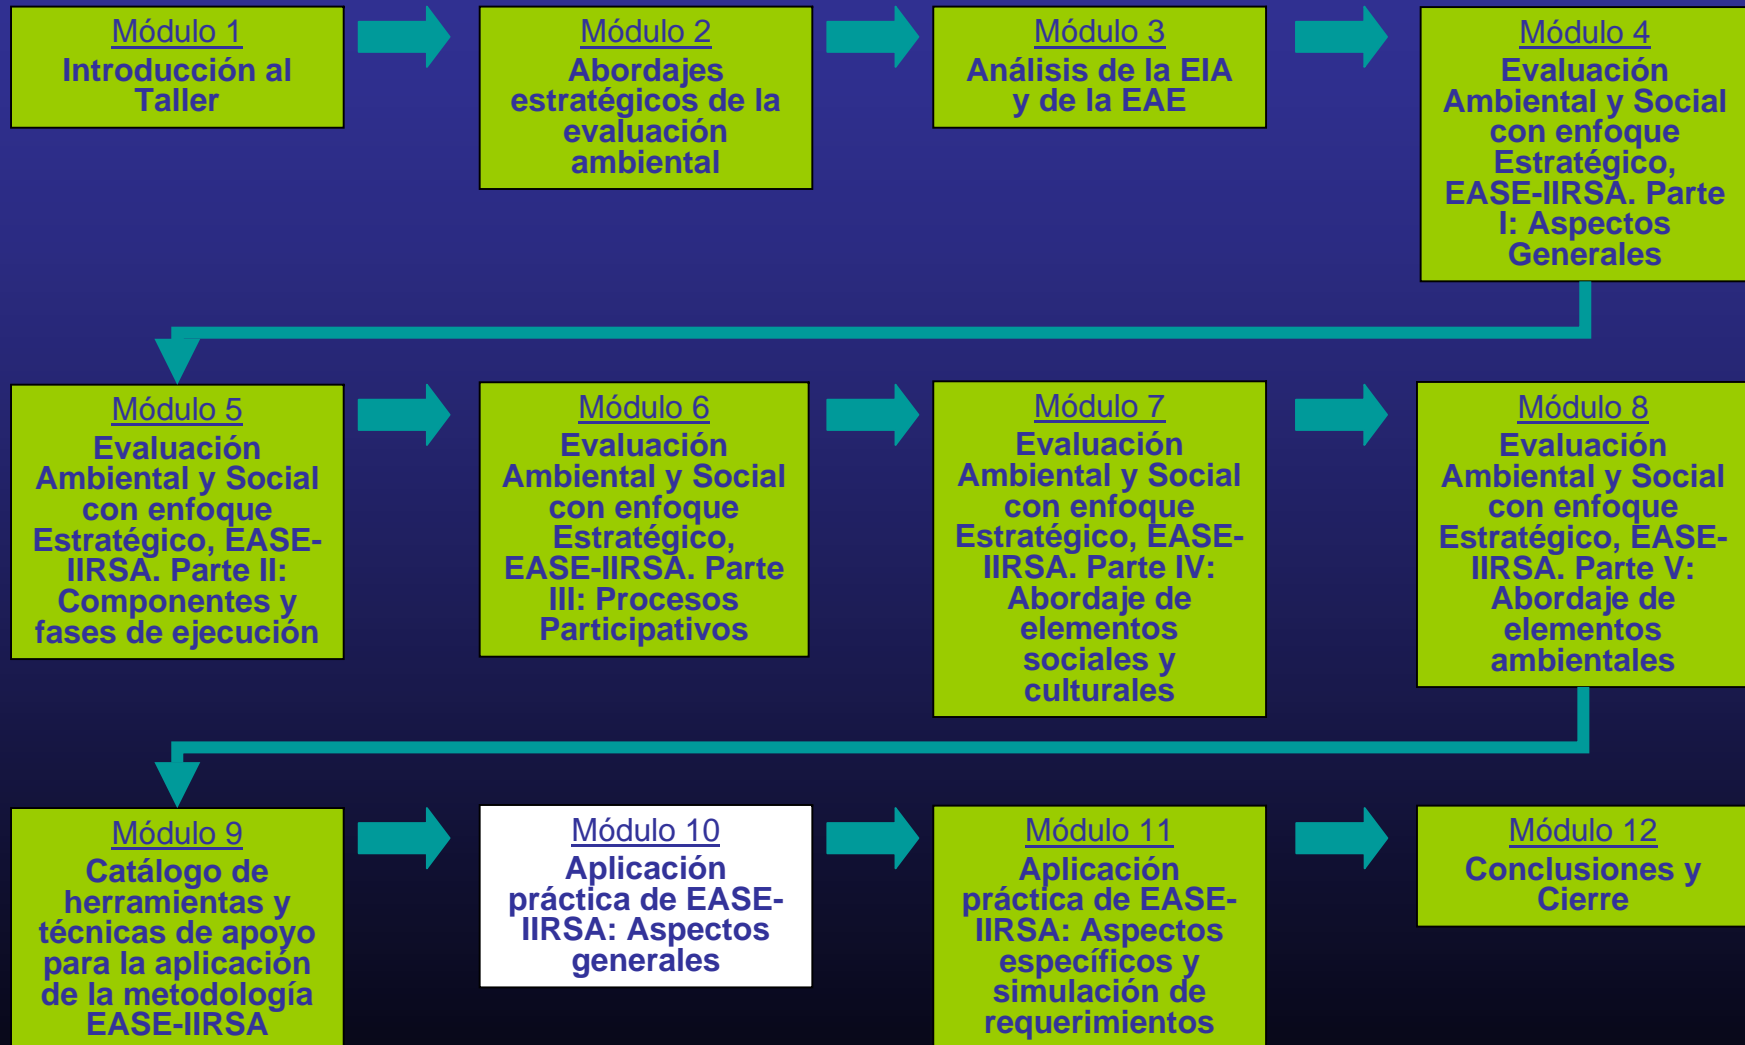 Módulo 1
Introducción al
Taller
Módulo 2
Abordajes
estratégicos de la
evaluación
ambiental
Módulo 3
Análisis de la EIA
y de la EAE
Módulo 4
Evaluación
Ambiental y Social
con enfoque
Estratégico,
EASE-IIRSA. Parte
I: Aspectos
Generales
Módulo 5
Evaluación
Ambiental y Social
con enfoque
Estratégico, EASE-
IIRSA. Parte II:
Componentes y
fases de ejecución
Módulo 6
Evaluación
Ambiental y Social
con enfoque
Estratégico,
EASE-IIRSA. Parte
III: Procesos
Participativos
Módulo 7
Evaluación
Ambiental y Social
con enfoque
Estratégico, EASE-
IIRSA. Parte IV:
Abordaje de
elementos
sociales y
culturales
Módulo 8
Evaluación
Ambiental y Social
con enfoque
Estratégico, EASE-
IIRSA. Parte V:
Abordaje de
elementos
ambientales
Módulo 9
Catálogo de
herramientas y
técnicas de apoyo
para la aplicación
de la metodología
EASE-IIRSA
Módulo 10
Aplicación
práctica de EASE-
IIRSA: Aspectos
generales
Módulo 11
Aplicación
práctica de EASE-
IIRSA: Aspectos
específicos y
simulación de
requerimientos
Módulo 12
Conclusiones y
Cierre